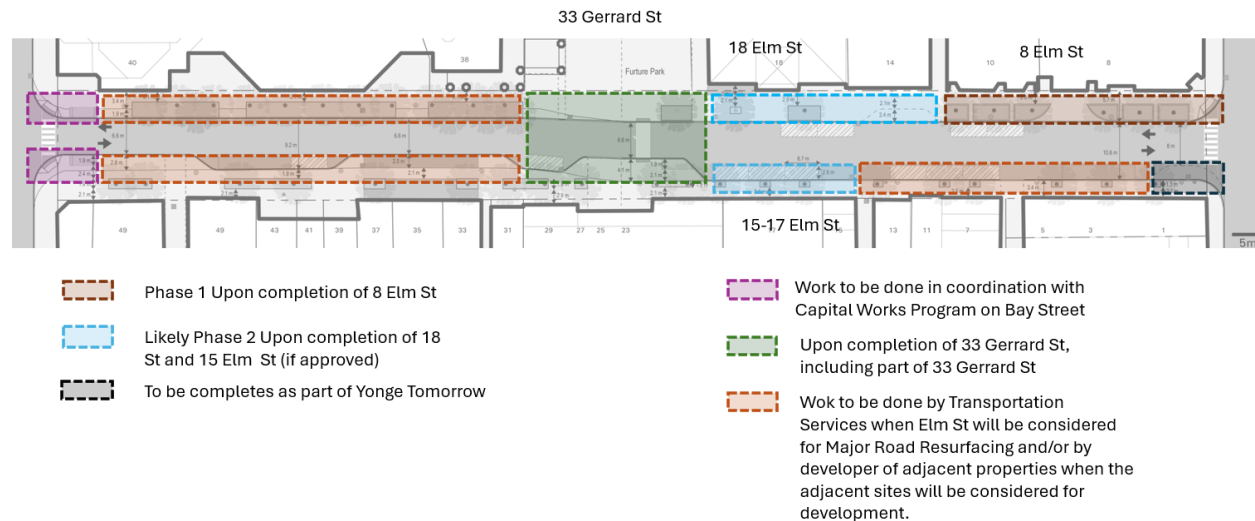 33 Gerrard St
18 Elm St
8 Elm St
40
38
Furture Park
18
14
10
8
15-17 Elm St
49
49
43
41
39
37
35
33
31
29
27
25
23
13
11
7
5
3
1
5m
Phase 1 Upon completion of 8 Elm St
Likely Phase 2 Upon completion of 18
St and 15 Elm St (if approved)
To be completes as part of Yonge Tomorrow
Work to be done in coordination with
Capital Works Program on Bay Street
Upon completion of 33 Gerrard St,
including part of 33 Gerrard St
Wok to be done by Transportation
Services when Elm St will be considered
for Major Road Resurfacing and/or by
developer of adjacent properties when the
adjacent sites will be considered for
development.